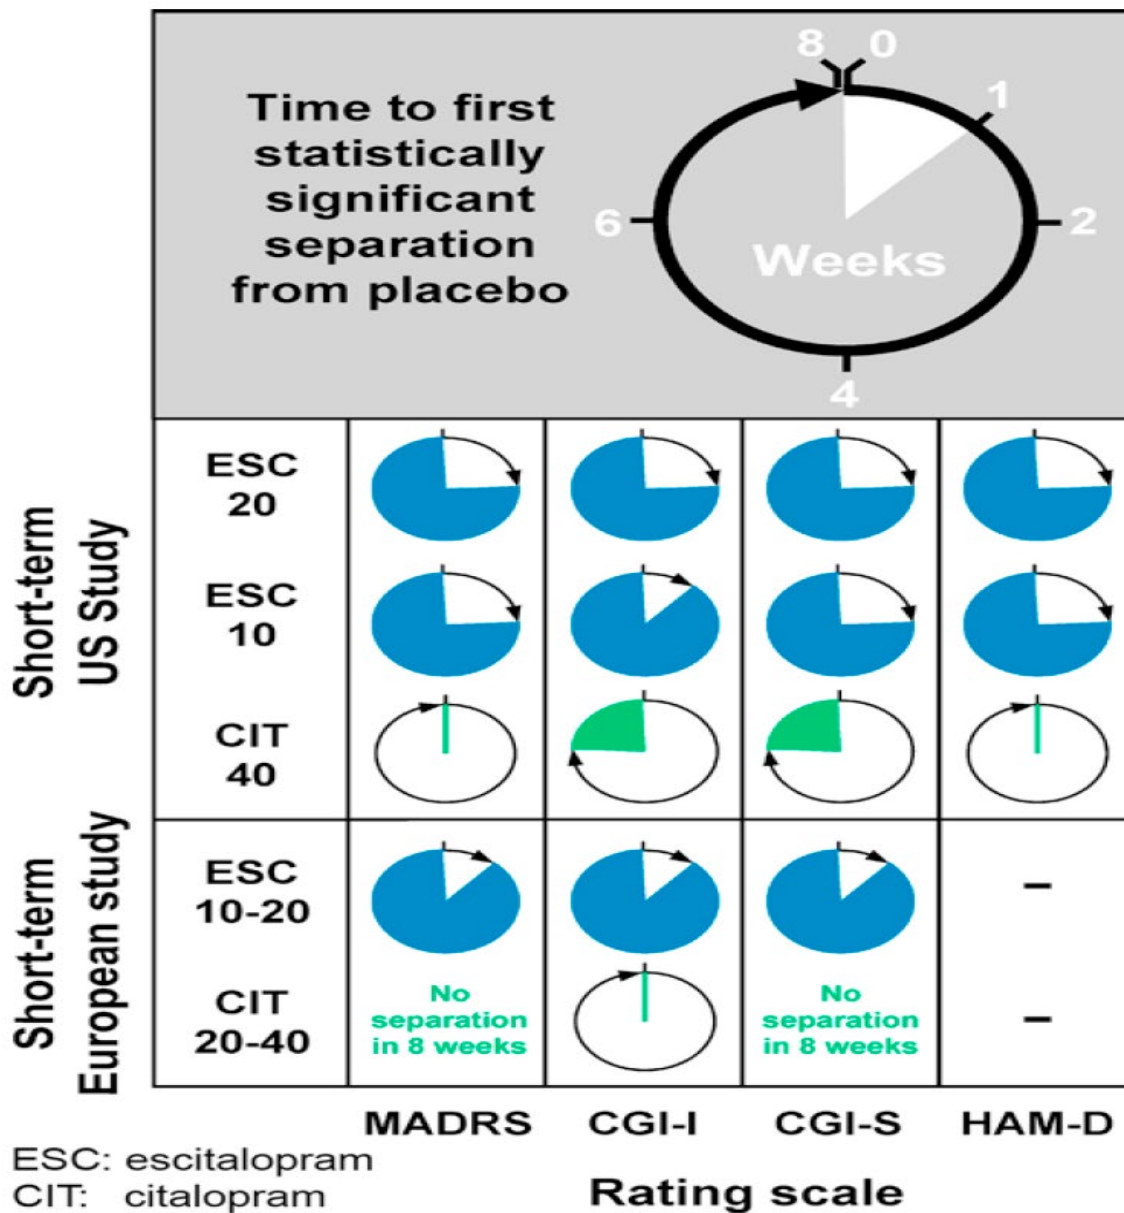 Time to first
statistically
significant
separation
from placebo
8 0
1
2
4
6
Weeks
Short-term
US Study
ESC
20
ESC
10
CIT
40
Short-term
European study
ESC
10-20
–
CIT
20-40
No
separation
in 8 weeks
No
separation
in 8 weeks
–
MADRS CGI-I CGI-S HAM-D
ESC: escitalopram
CIT: citalopram
Rating scale